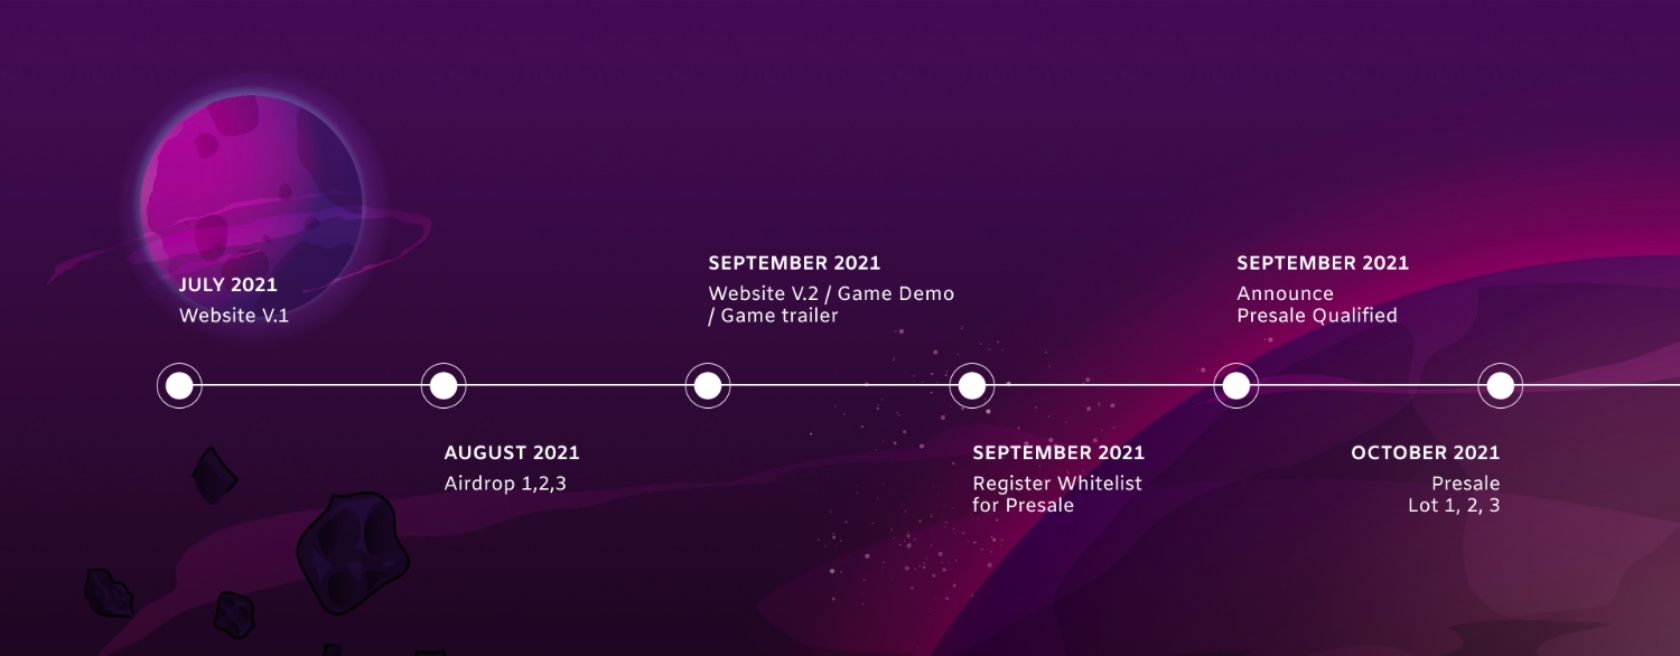 JULY 2021
Website V.1
AUGUST 2021
Airdrop 1,2,3
SEPTEMBER 2021
Website V.2 / Game Demo
/ Game trailer
SEPTEMBER 2021
Register Whitelist
for Presale
SEPTEMBER 2021
Announce
Presale Qualified
OCTOBER 2021
Presale
Lot 1, 2, 3